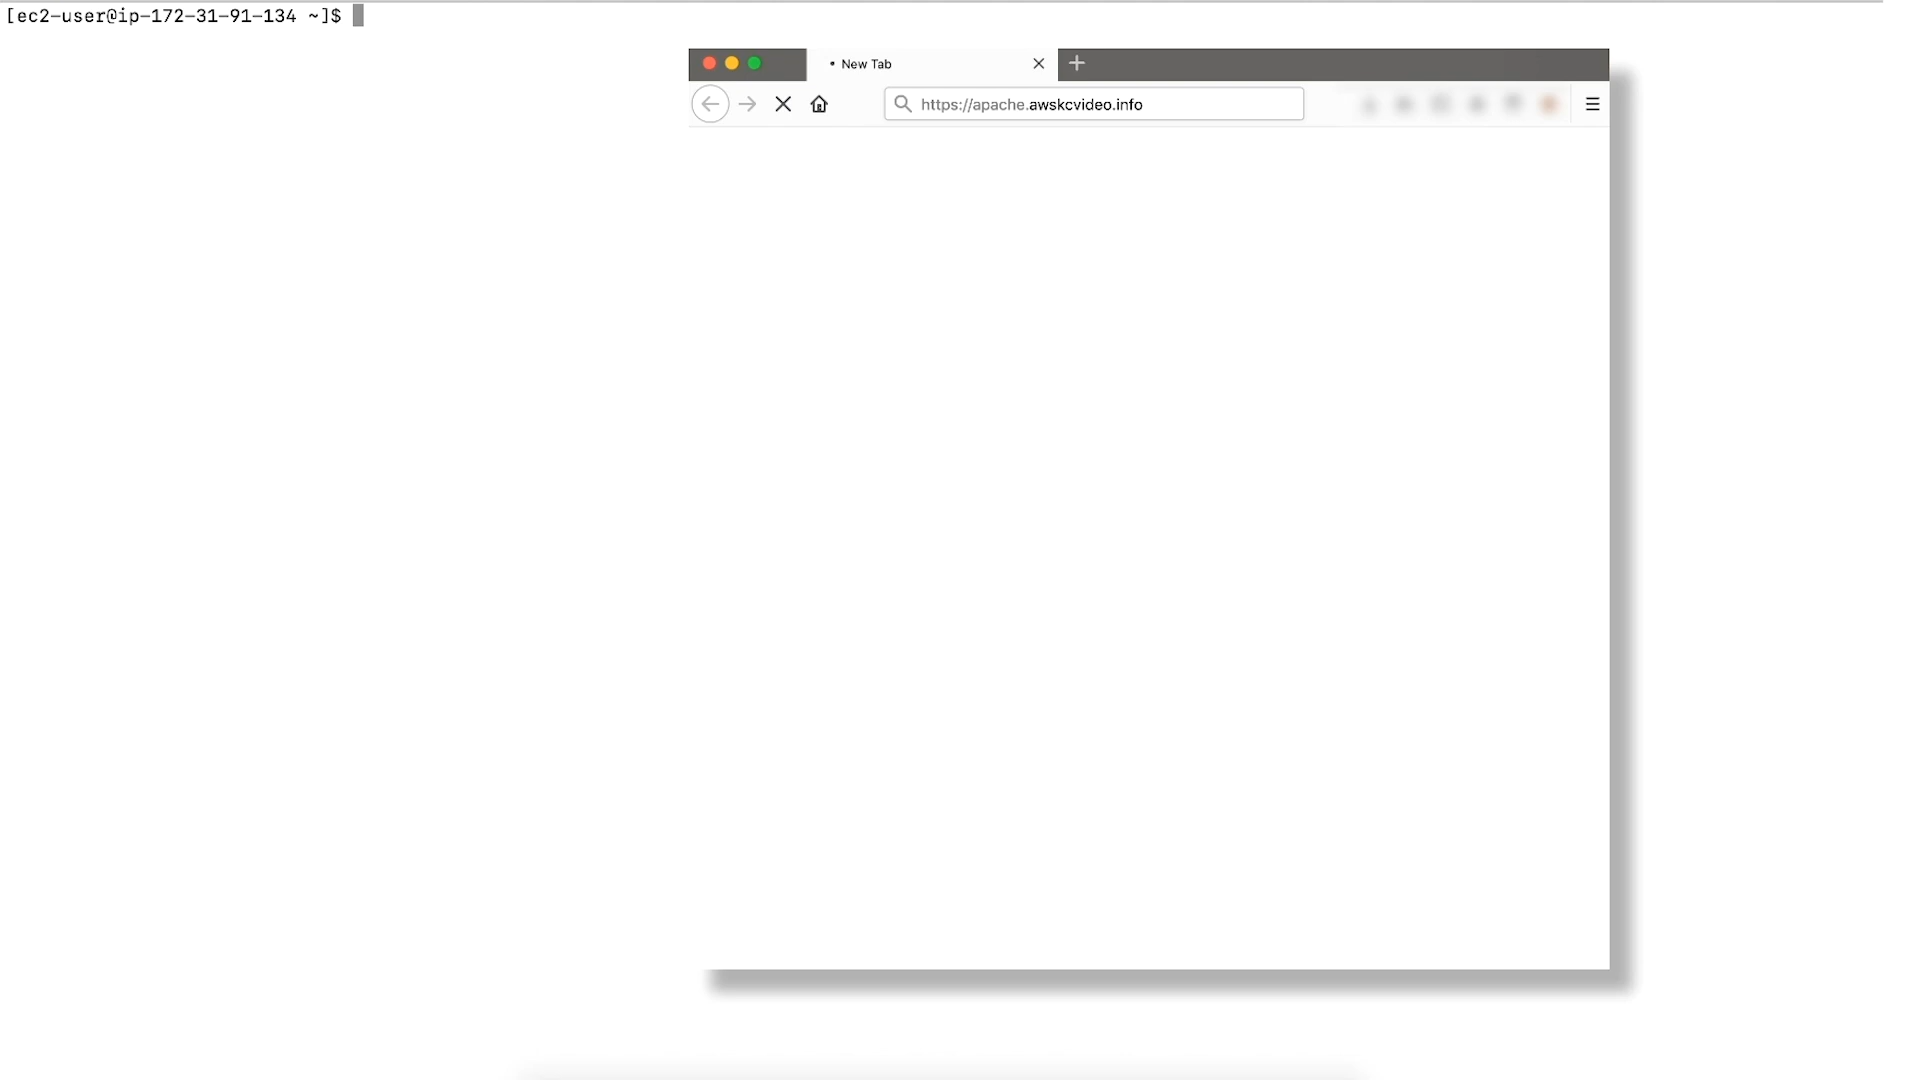 [ec2-user@ip-172-31-91-134 ~]$
• New Tab
https://apache.awskcvideo.info